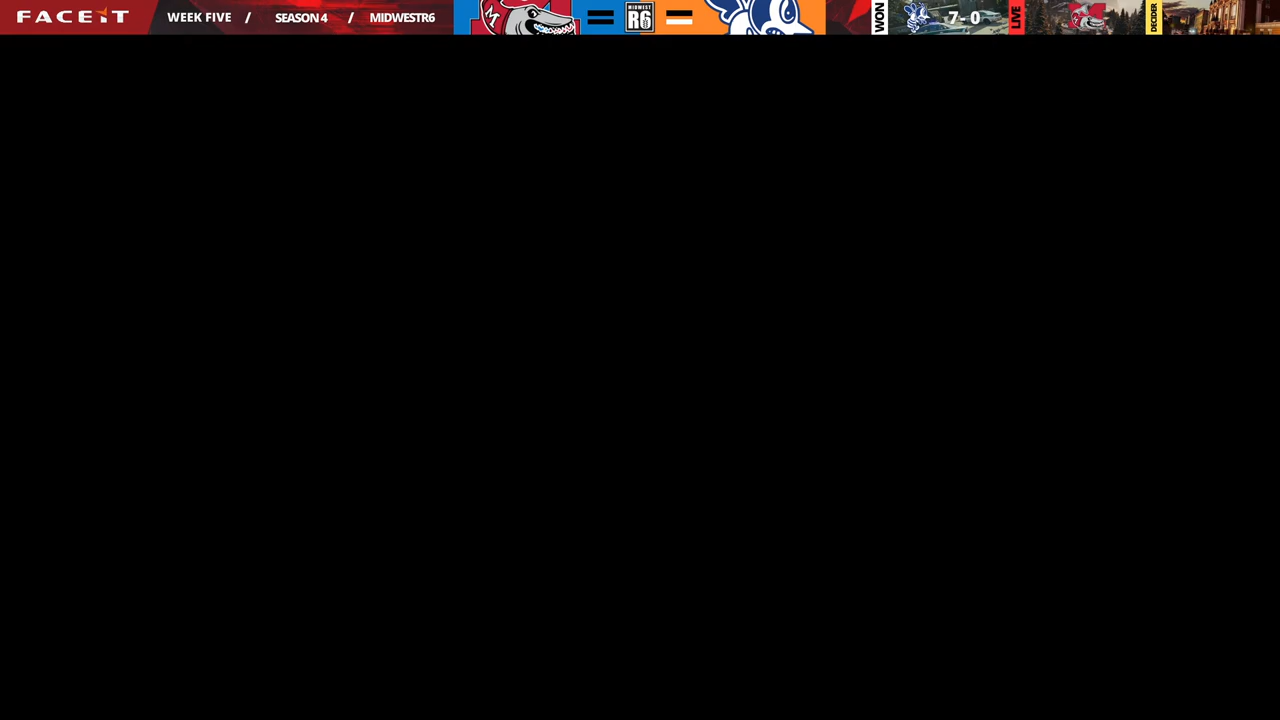 FACEIT
WEEK FIVE / SEASON 4 / MIDWESTR6
M
MIDWEST
R6
WON
7-0
LIVE
DECIDER